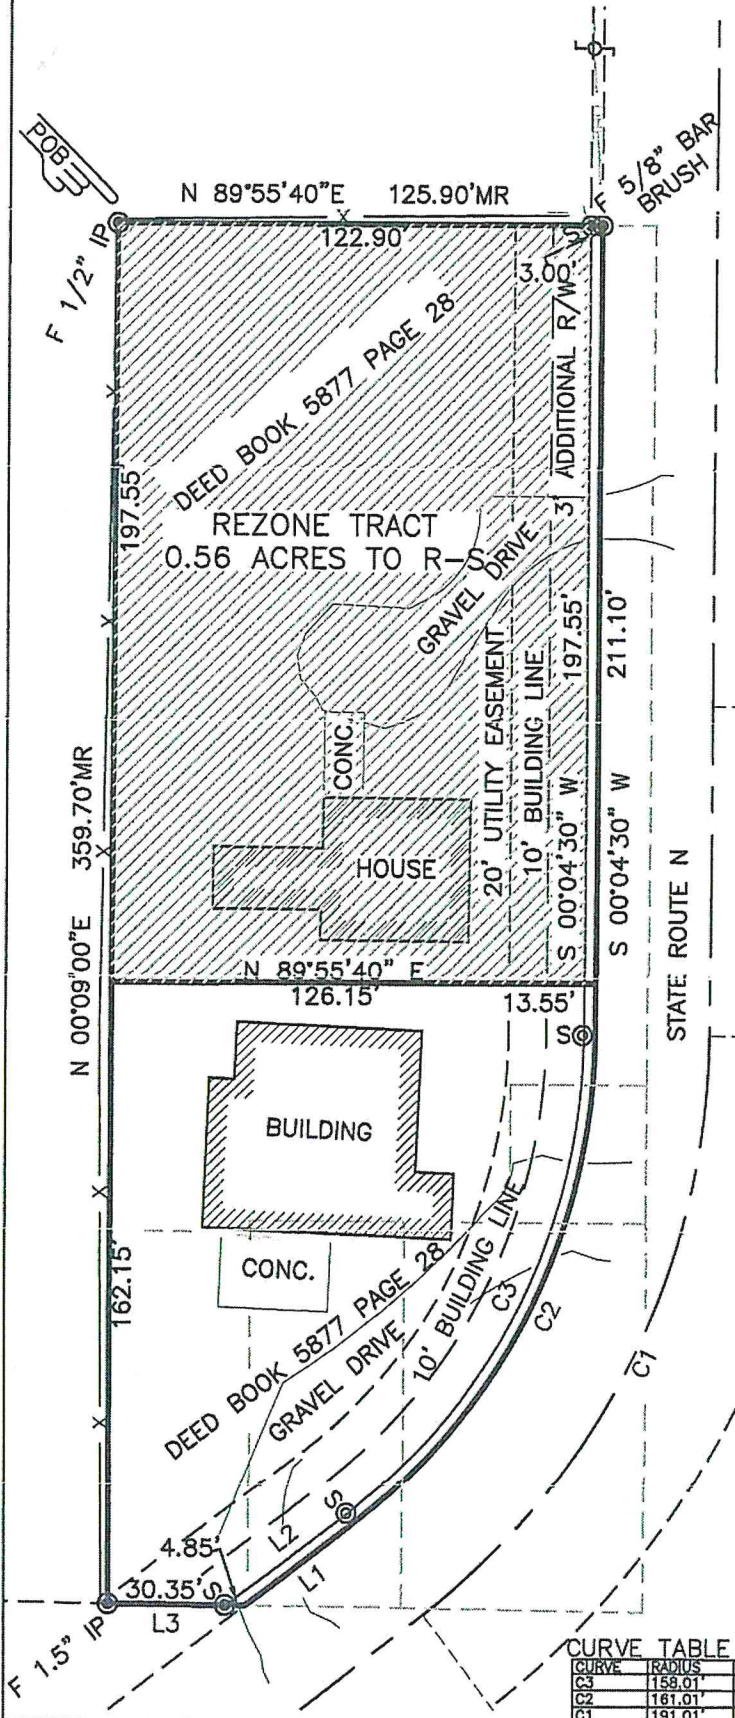 POB
N 89°55'40"E 125.90'MR
F 5/8" BAR
BRUSH
IP
F 1/2"
122.90
S
3.00'
DEED BOOK 5877 PAGE 28
3' ADDITIONAL R/W
197.55'
REZONE TRACT
0.56 ACRES TO R-S
GRAVEL DRIVE
20' UTILITY EASEMENT
10' BUILDING LINE
S 00°04'30" W 197.55'
S 00°04'30" W 211.10'
CONC.
HOUSE
N 00°09'00"E 359.70'MR
STATE ROUTE N
N 89°55'40" E
126.15'
13.55'
S
BUILDING
CONC.
162.15'
DEED BOOK 5877 PAGE 28
GRAVEL DRIVE
10' BUILDING LINE
C3
C2
C1
S
L2
L1
4.85'
30.35'
S
L3
IP
F 1.5"
CURVE TABLE
CURVE RADIUS
C3 158.01'
C2 161.01'
C1 191.01'